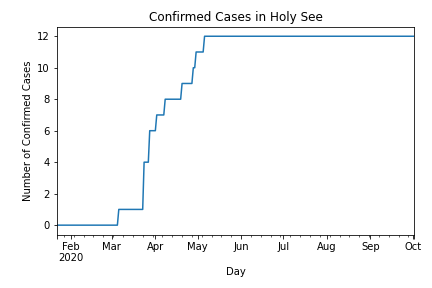 Confirmed Cases in Holy See
12
10
8
6
4
2
0
Number of Confirmed Cases
Feb Mar Apr May Jun Jul Aug Sep Oct
2020
Day